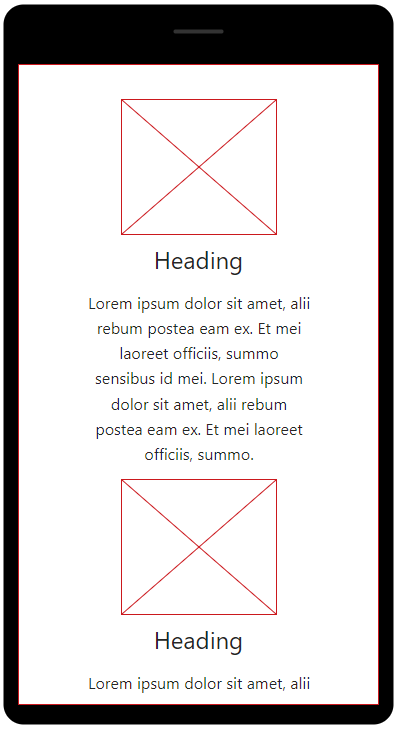 Heading
Lorem ipsum dolor sit amet, alii
rebum postea eam ex. Et mei
laoreet officiis, summo
sensibus id mei. Lorem ipsum
dolor sit amet, alii rebum
postea eam ex. Et mei laoreet
officiis, summo.
Heading
Lorem ipsum dolor sit amet, alii